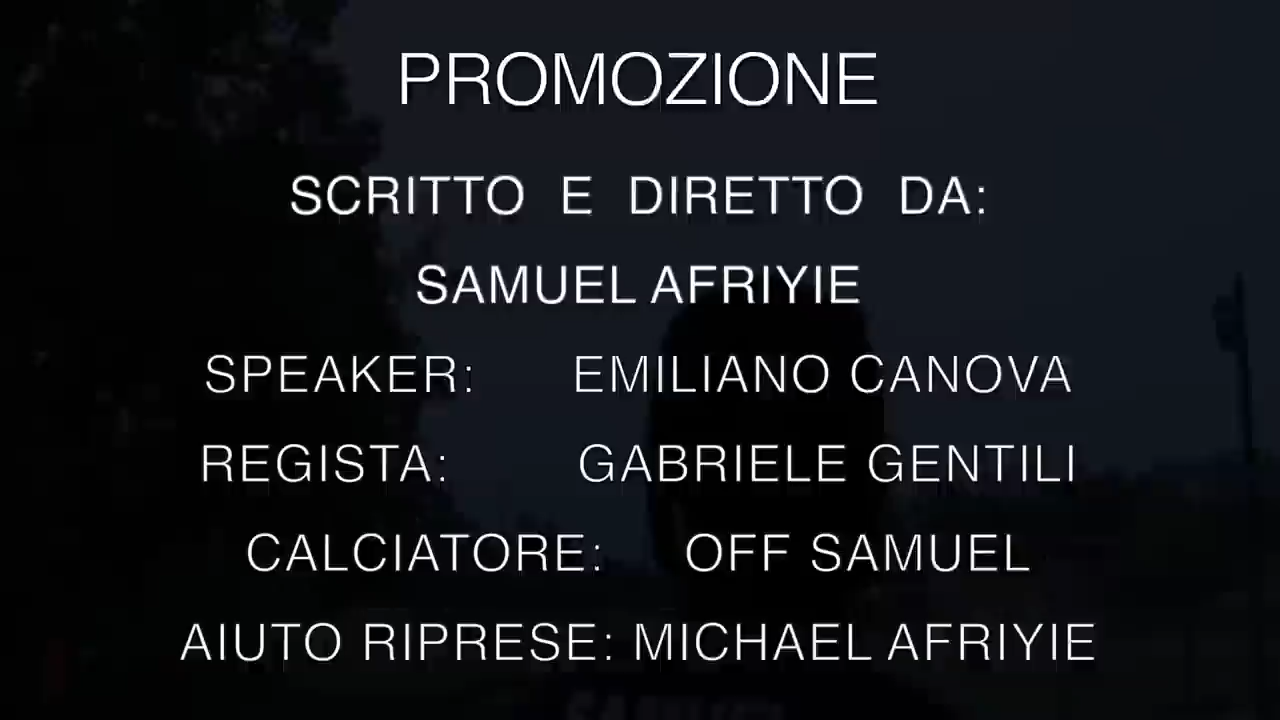 PROMOZIONE
SCRITTO E DIRETTO DA:
SAMUEL AFRIYIE
SPEAKER: EMILIANO CANOVA
REGISTA: GABRIELE GENTILI
CALCIATORE: OFF SAMUEL
AIUTO RIPRESE: MICHAEL AFRIYIE
SAMUEL